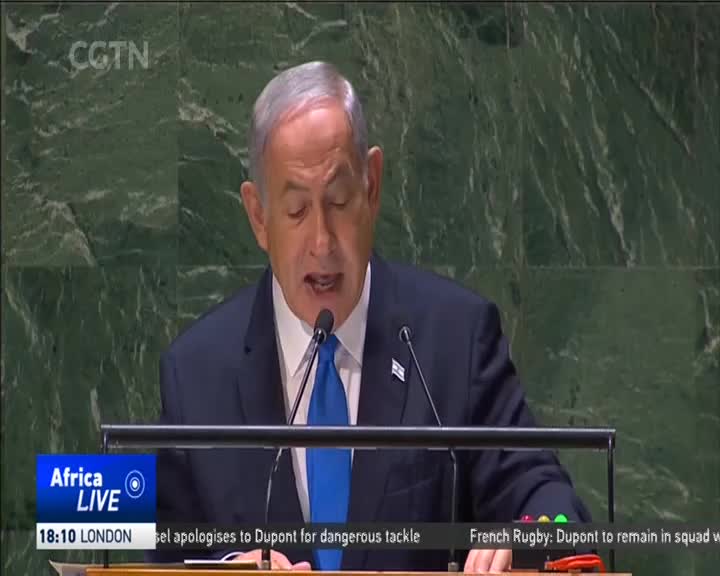 CGTN
Africa
LIVE
18:10 LONDON
sel apologises to Dupont for dangerous tackle
French Rugby: Dupont to remain in squad w